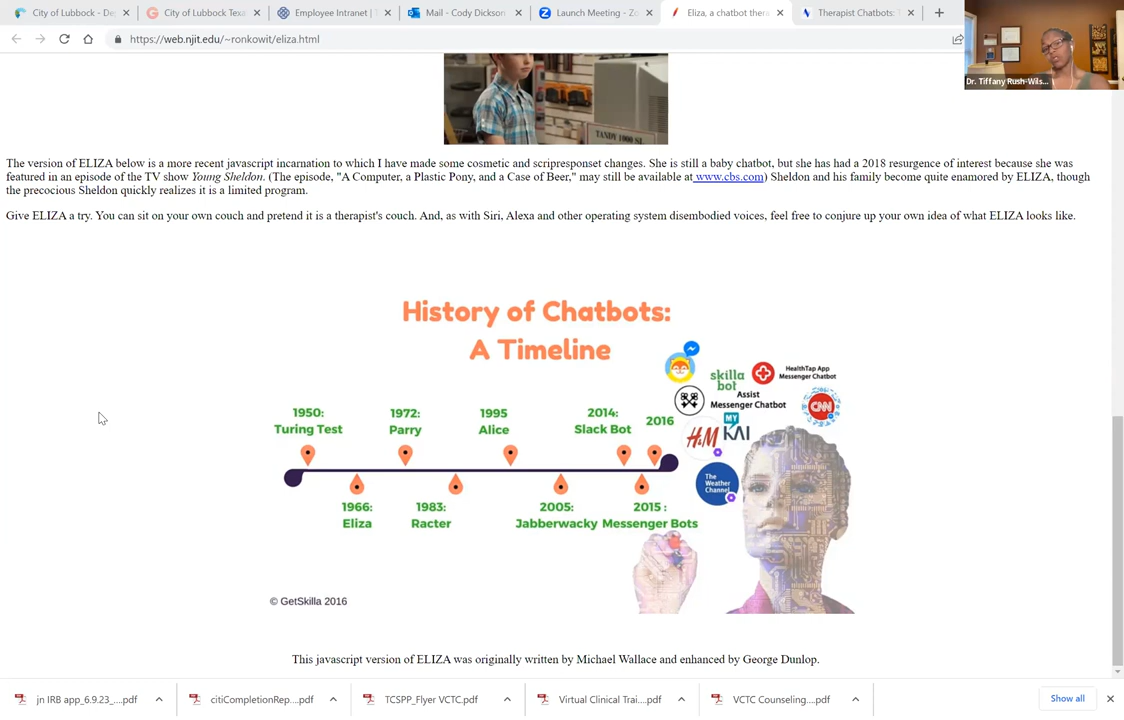 City of Lubbock - De
City of Lubbock Texa
Employee Intranet | T
Mail - Cody Dickson
Launch Meeting - Zo
Eliza, a chatbot thera
Therapist Chatbots: T
https://web.njit.edu/~ronkowit/eliza.html
Dr. Tiffany Rush-Wils...
TANDY 1000 SL
The version of ELIZA below is a more recent javascript incarnation to which I have made some cosmetic and scripresponset changes. She is still a baby chatbot, but she has had a 2018 resurgence of interest because she was
featured in an episode of the TV show Young Sheldon. (The episode, "A Computer, a Plastic Pony, and a Case of Beer," may still be available at www.cbs.com) Sheldon and his family become quite enamored by ELIZA, though
the precocious Sheldon quickly realizes it is a limited program.
Give ELIZA a try. You can sit on your own couch and pretend it is a therapist's couch. And, as with Siri, Alexa and other operating system disembodied voices, feel free to conjure up your own idea of what ELIZA looks like.
History of Chatbots:
A Timeline
skilla
bot
HealthTap App
Messenger Chatbot
Assist
Messenger Chatbot
CNN
MY
KAI
H&M
The
Weather
Channel
1950:
Turing Test
1972:
Parry
1995
Alice
2014:
Slack Bot
2016
1966:
Eliza
1983:
Racter
2005:
Jabberwacky
2015 :
Messenger Bots
© GetSkilla 2016
This javascript version of ELIZA was originally written by Michael Wallace and enhanced by George Dunlop.
jn IRB app_6.9.23_....pdf
citiCompletionRep....pdf
TCSPP_Flyer VCTC.pdf
Virtual Clinical Trai....pdf
VCTC Counseling....pdf
Show all